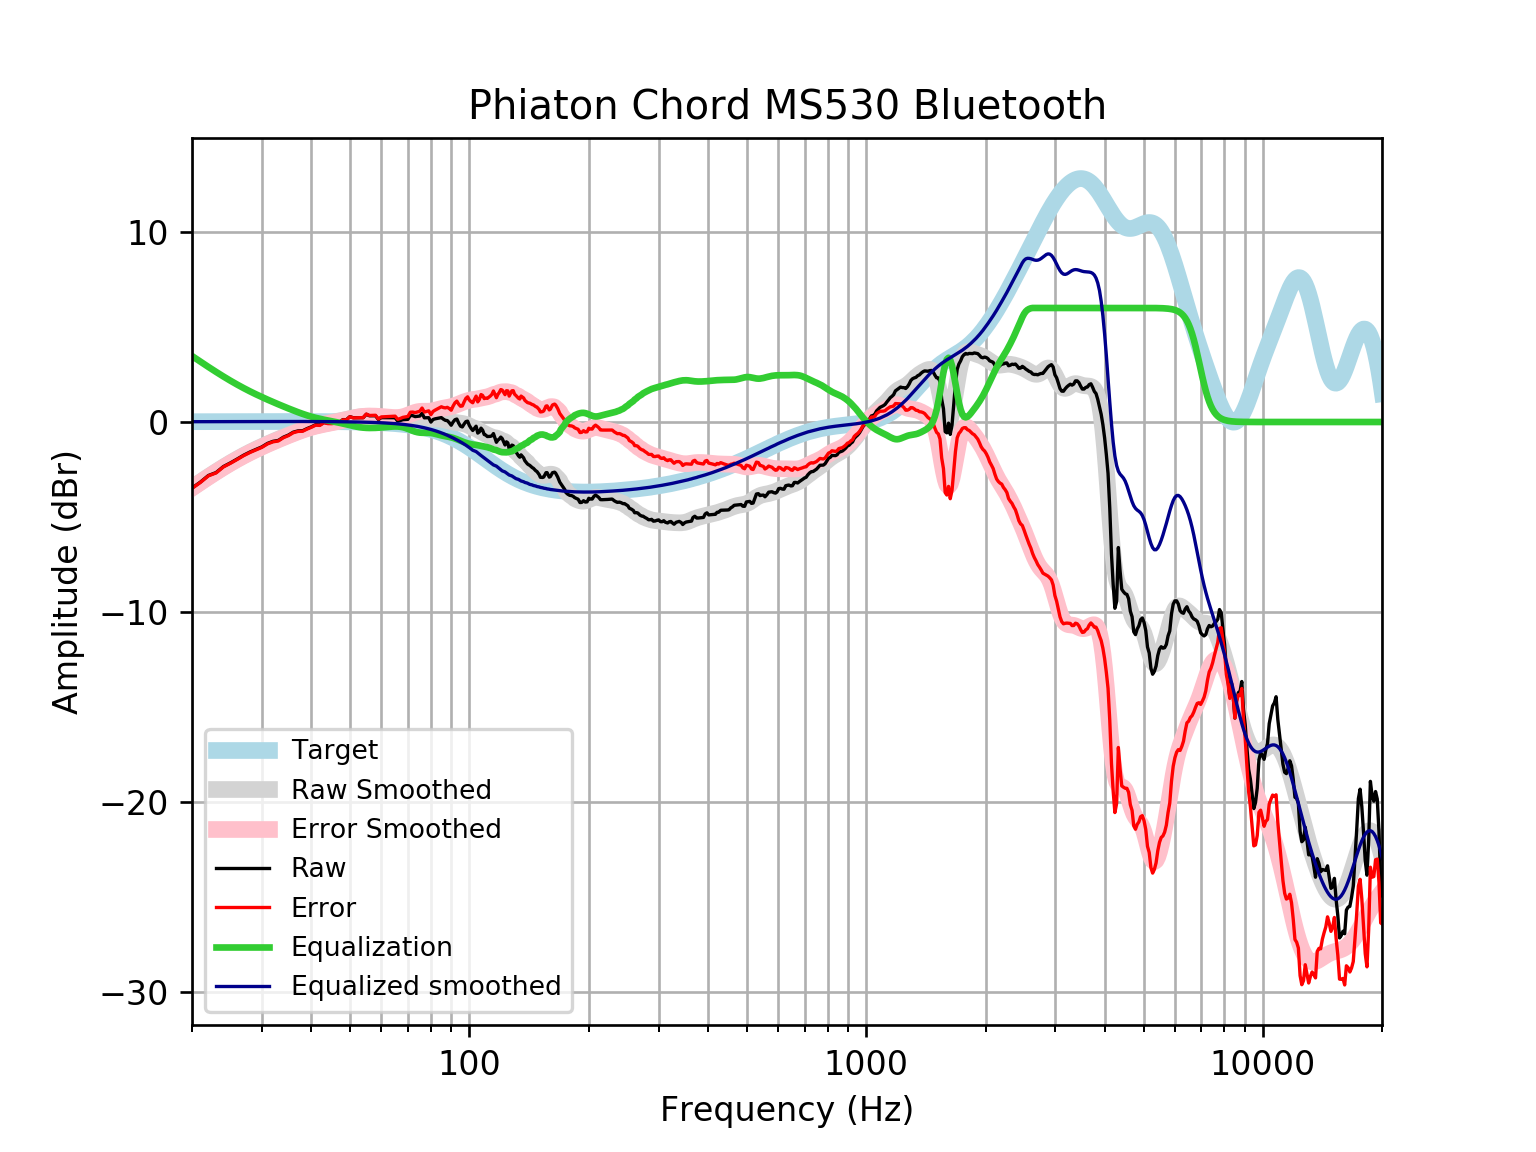 Phiaton Chord MS530 Bluetooth
Amplitude (dBr)
10
0
−10
−20
−30
Target
Raw Smoothed
Error Smoothed
Raw
Error
Equalization
Equalized smoothed
100 1000 10000
Frequency (Hz)